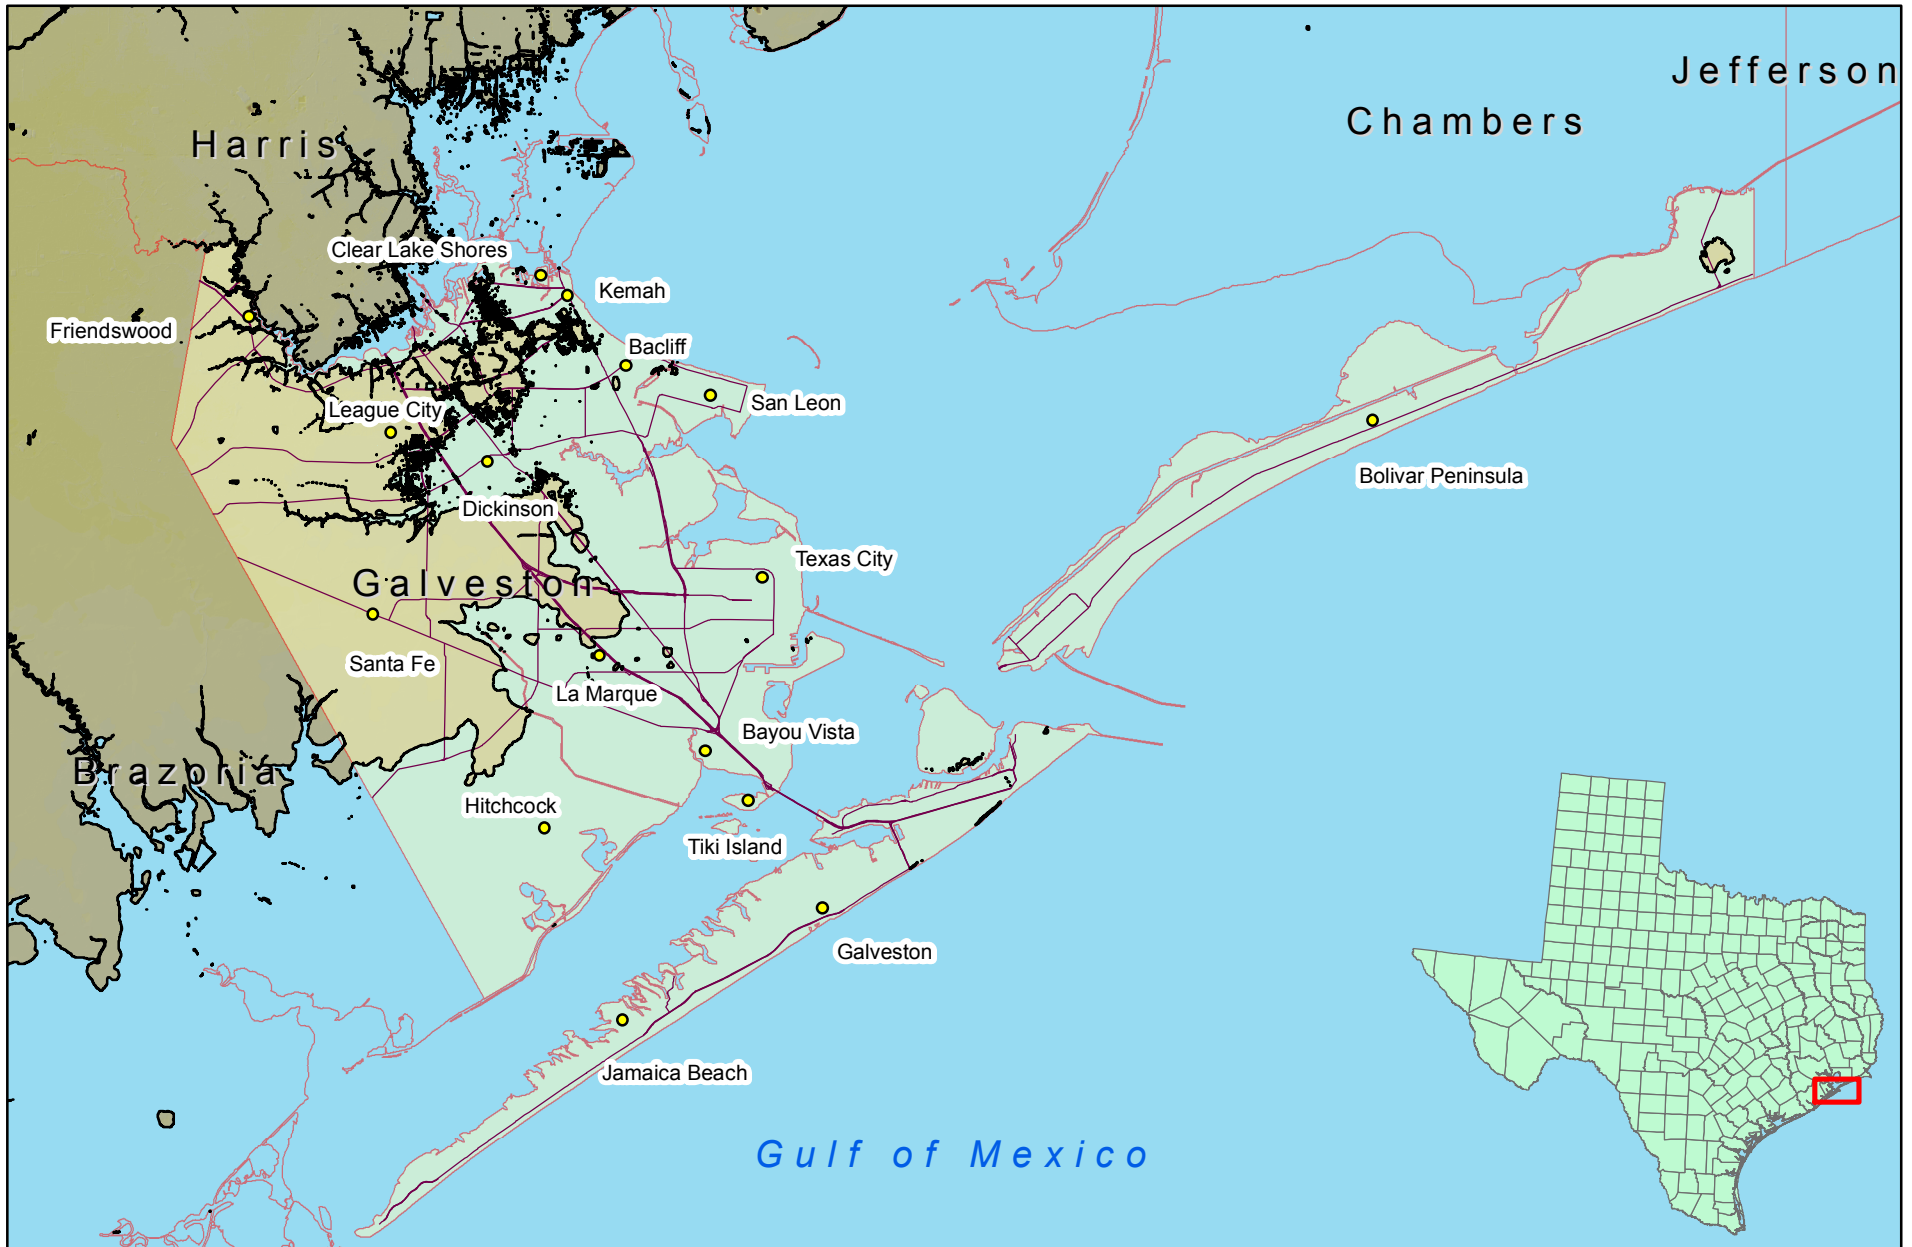 Jefferson
Chambers
Harris
Clear Lake Shores
Kemah
Friendswood
Bacliff
San Leon
League City
Bolivar Peninsula
Dickinson
Texas City
Galveston
Santa Fe
La Marque
Bayou Vista
Brazoria
Hitchcock
Tiki Island
Galveston
Jamaica Beach
Gulf of Mexico